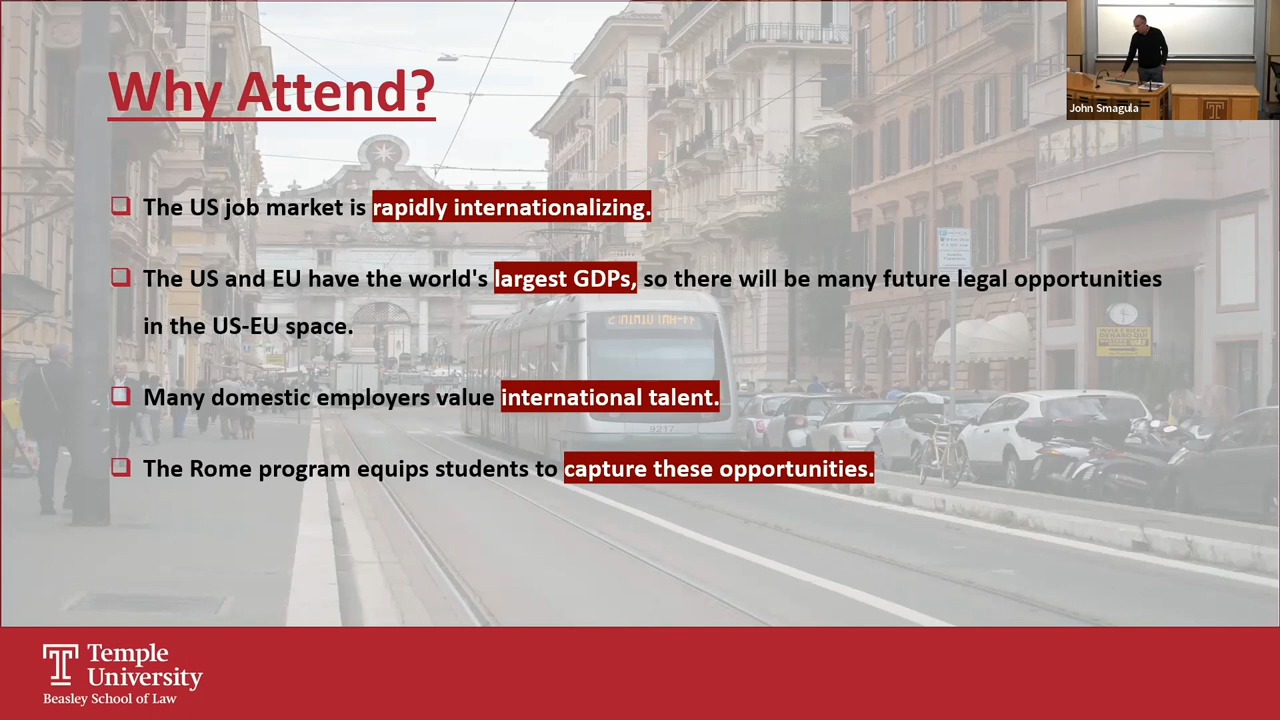 Why Attend?
John Smagula
The US job market is rapidly internationalizing.
The US and EU have the world's largest GDPs, so there will be many future legal opportunities
in the US-EU space.
Many domestic employers value international talent.
9217
The Rome program equips students to capture these opportunities.
Temple
University
Beasley School of Law